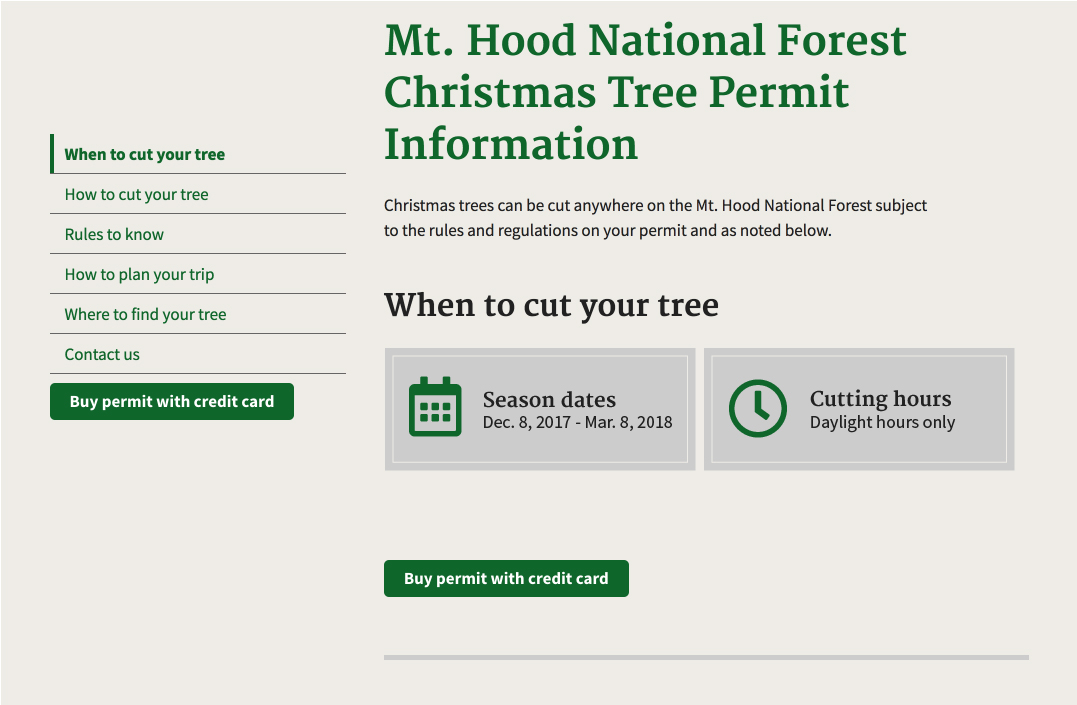 Mt. Hood National Forest
Christmas Tree Permit
Information
When to cut your tree
How to cut your tree
Rules to know
How to plan your trip
Where to find your tree
Contact us
Buy permit with credit card
Christmas trees can be cut anywhere on the Mt. Hood National Forest subject
to the rules and regulations on your permit and as noted below.
When to cut your tree
Season dates
Dec. 8, 2017 - Mar. 8, 2018
Cutting hours
Daylight hours only
Buy permit with credit card